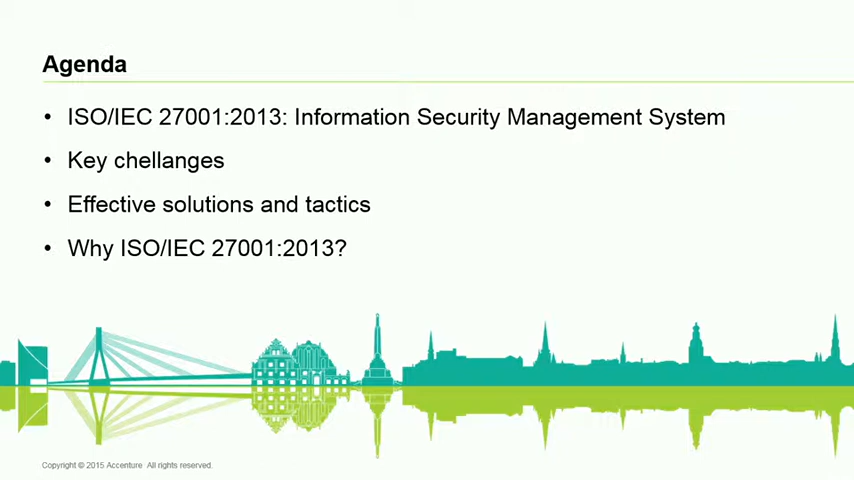 Agenda
• ISO/IEC 27001:2013: Information Security Management System
• Key chellanges
• Effective solutions and tactics
• Why ISO/IEC 27001:2013?
Copyright © 2015 Accenture All rights reserved.